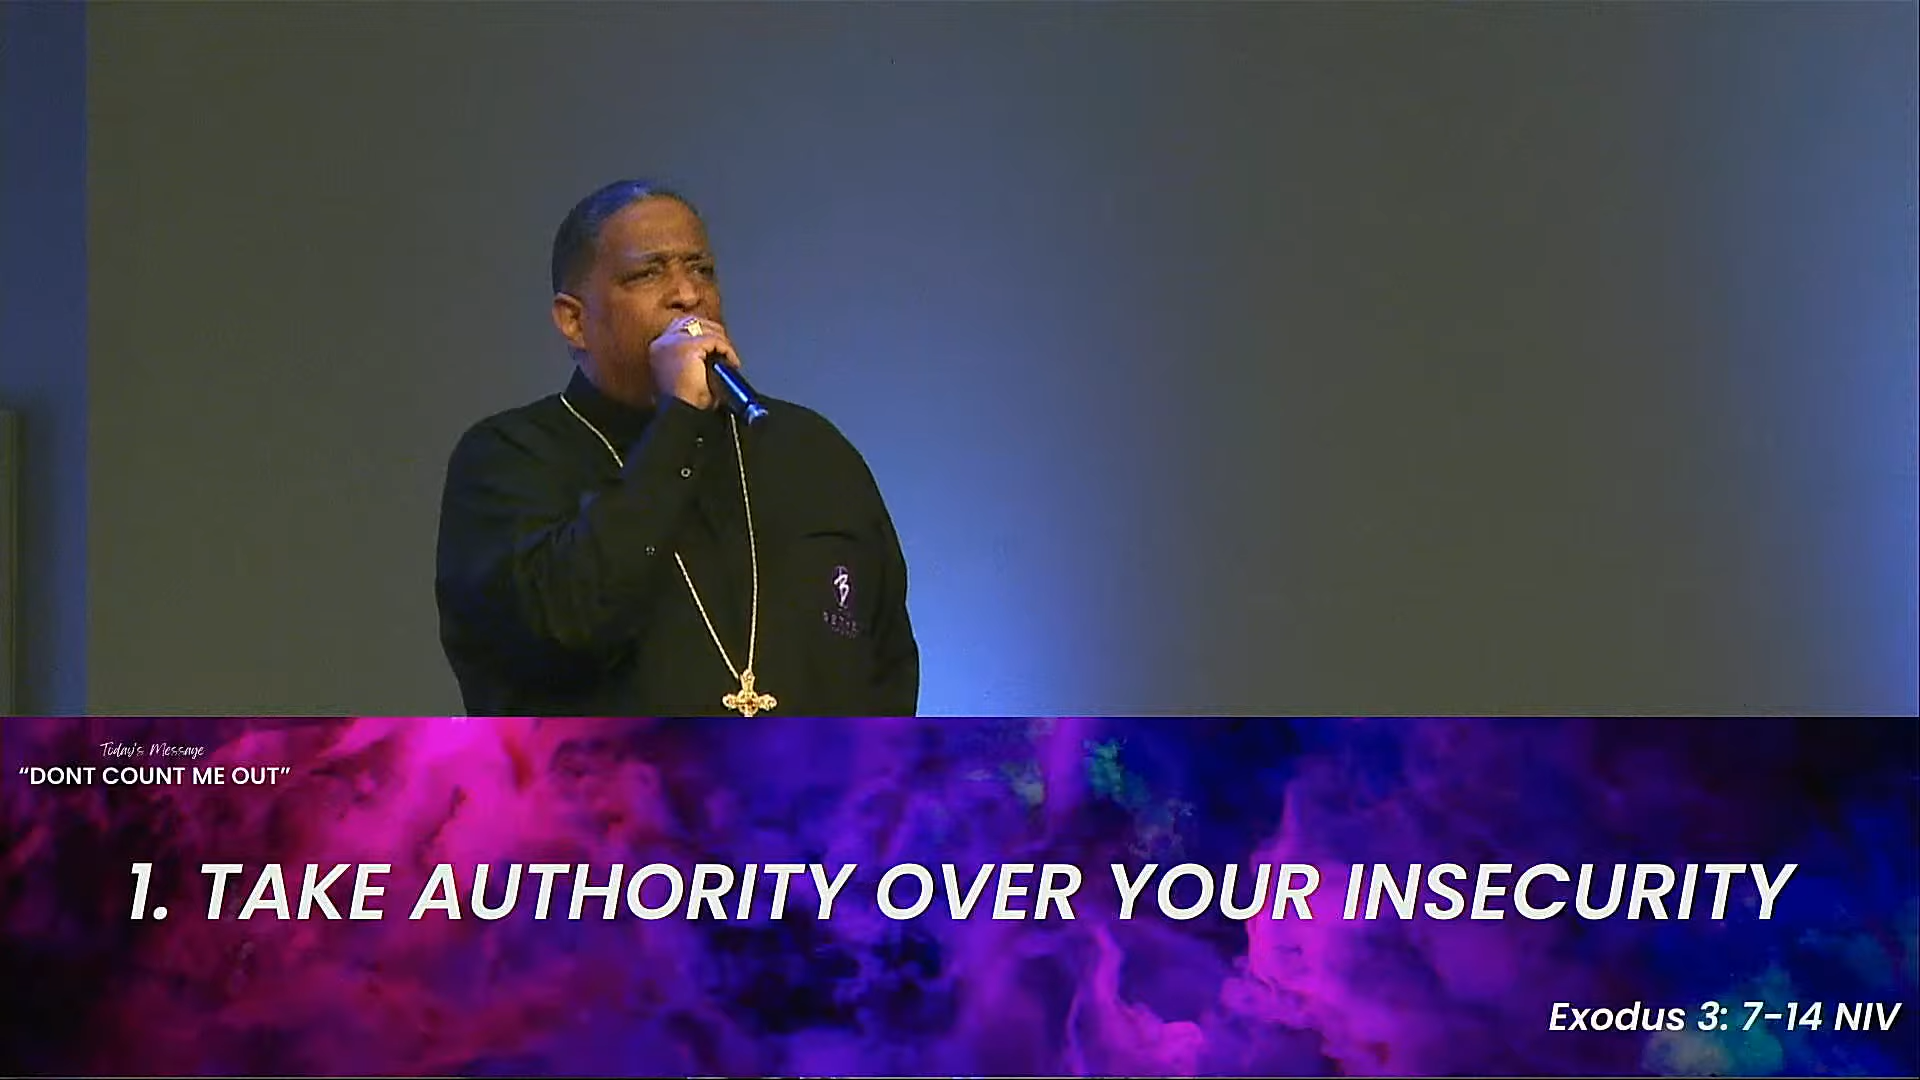 Today's Message
“DONT COUNT ME OUT”
1. TAKE AUTHORITY OVER YOUR INSECURITY
Exodus 3: 7-14 NIV